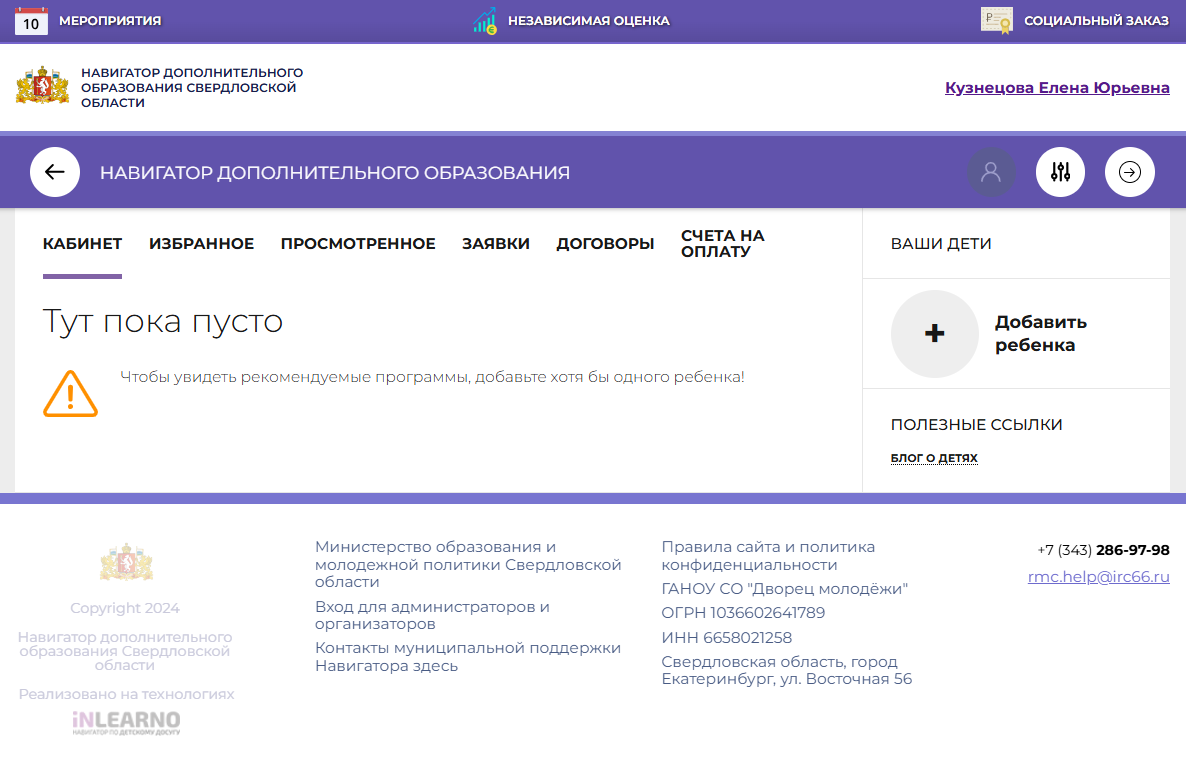 10
МЕРОПРИЯТИЯ
НЕЗАВИСИМАЯ ОЦЕНКА
СОЦИАЛЬНЫЙ ЗАКАЗ
НАВИГАТОР ДОПОЛНИТЕЛЬНОГО
ОБРАЗОВАНИЯ СВЕРДЛОВСКОЙ
ОБЛАСТИ
Кузнецова Елена Юрьевна
НАВИГАТОР ДОПОЛНИТЕЛЬНОГО ОБРАЗОВАНИЯ
КАБИНЕТ
ИЗБРАННОЕ
ПРОСМОТРЕННОЕ
ЗАЯВКИ
ДОГОВОРЫ
СЧЕТА НА
ОПЛАТУ
Тут пока пусто
Чтобы увидеть рекомендуемые программы, добавьте хотя бы одного ребенка!
ВАШИ ДЕТИ
Добавить
ребенка
ПОЛЕЗНЫЕ ССЫЛКИ
БЛОГ О ДЕТЯХ
Copyright 2024
Навигатор дополнительного
образования Свердловской
области
Реализовано на технологиях
iNLEARNO
НАВИГАТОР ПО ДЕТСКОМУ ДОСУГУ
Министерство образования и
молодежной политики Свердловской
области
Вход для администраторов и
организаторов
Контакты муниципальной поддержки
Навигатора здесь
Правила сайта и политика
конфиденциальности
ГАНОУ СО "Дворец молодёжи"
ОГРН 1036602641789
ИНН 6658021258
Свердловская область, город
Екатеринбург, ул. Восточная 56
+7 (343) 286-97-98
rmc.help@irc66.ru